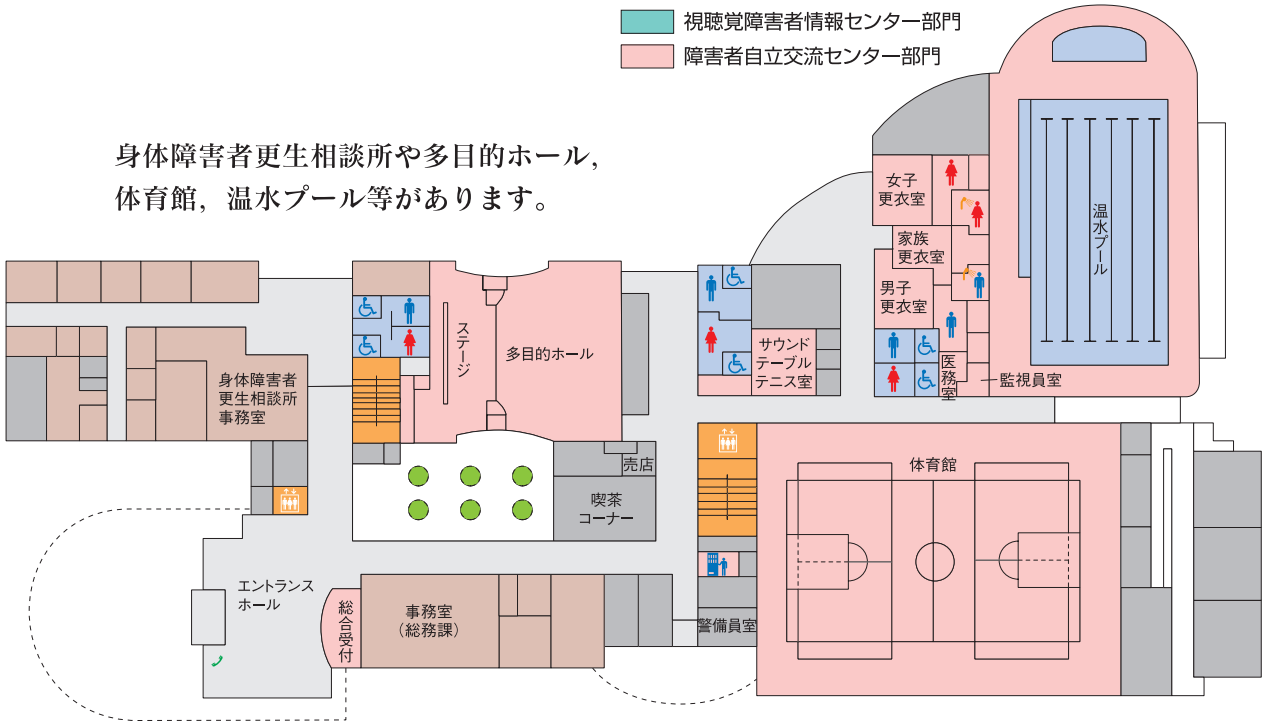 視聴覚障害者情報センター部門
障害者自立交流センター部門
身体障害者更生相談所や多目的ホール，
体育館，温水プール等があります。
女子
更衣室
家族
更衣室
男子
更衣室
温水プール
医務室
監視員室
サウンド
テーブル
テニス室
ステージ
多目的ホール
身体障害者
更生相談所
事務室
売店
喫茶
コーナー
体育館
エントランス
ホール
総合受付
事務室
（総務課）
警備員室